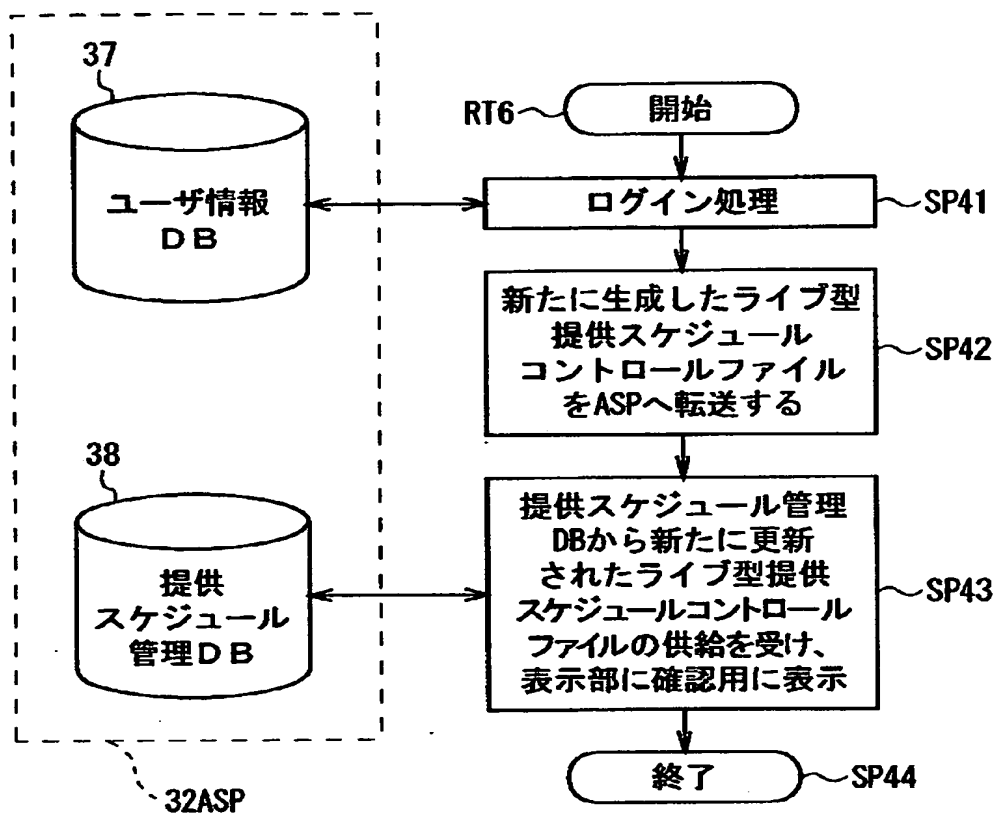 37
ユーザ情報
DB
38
提供
スケジュール
管理DB
32ASP
RT6
開始
ログイン処理
SP41
新たに生成したライブ型
提供スケジュール
コントロールファイル
をASPへ転送する
SP42
提供スケジュール管理
DBから新たに更新
されたライブ型提供
スケジュールコントロール
ファイルの供給を受け、
表示部に確認用に表示
SP43
終了
SP44